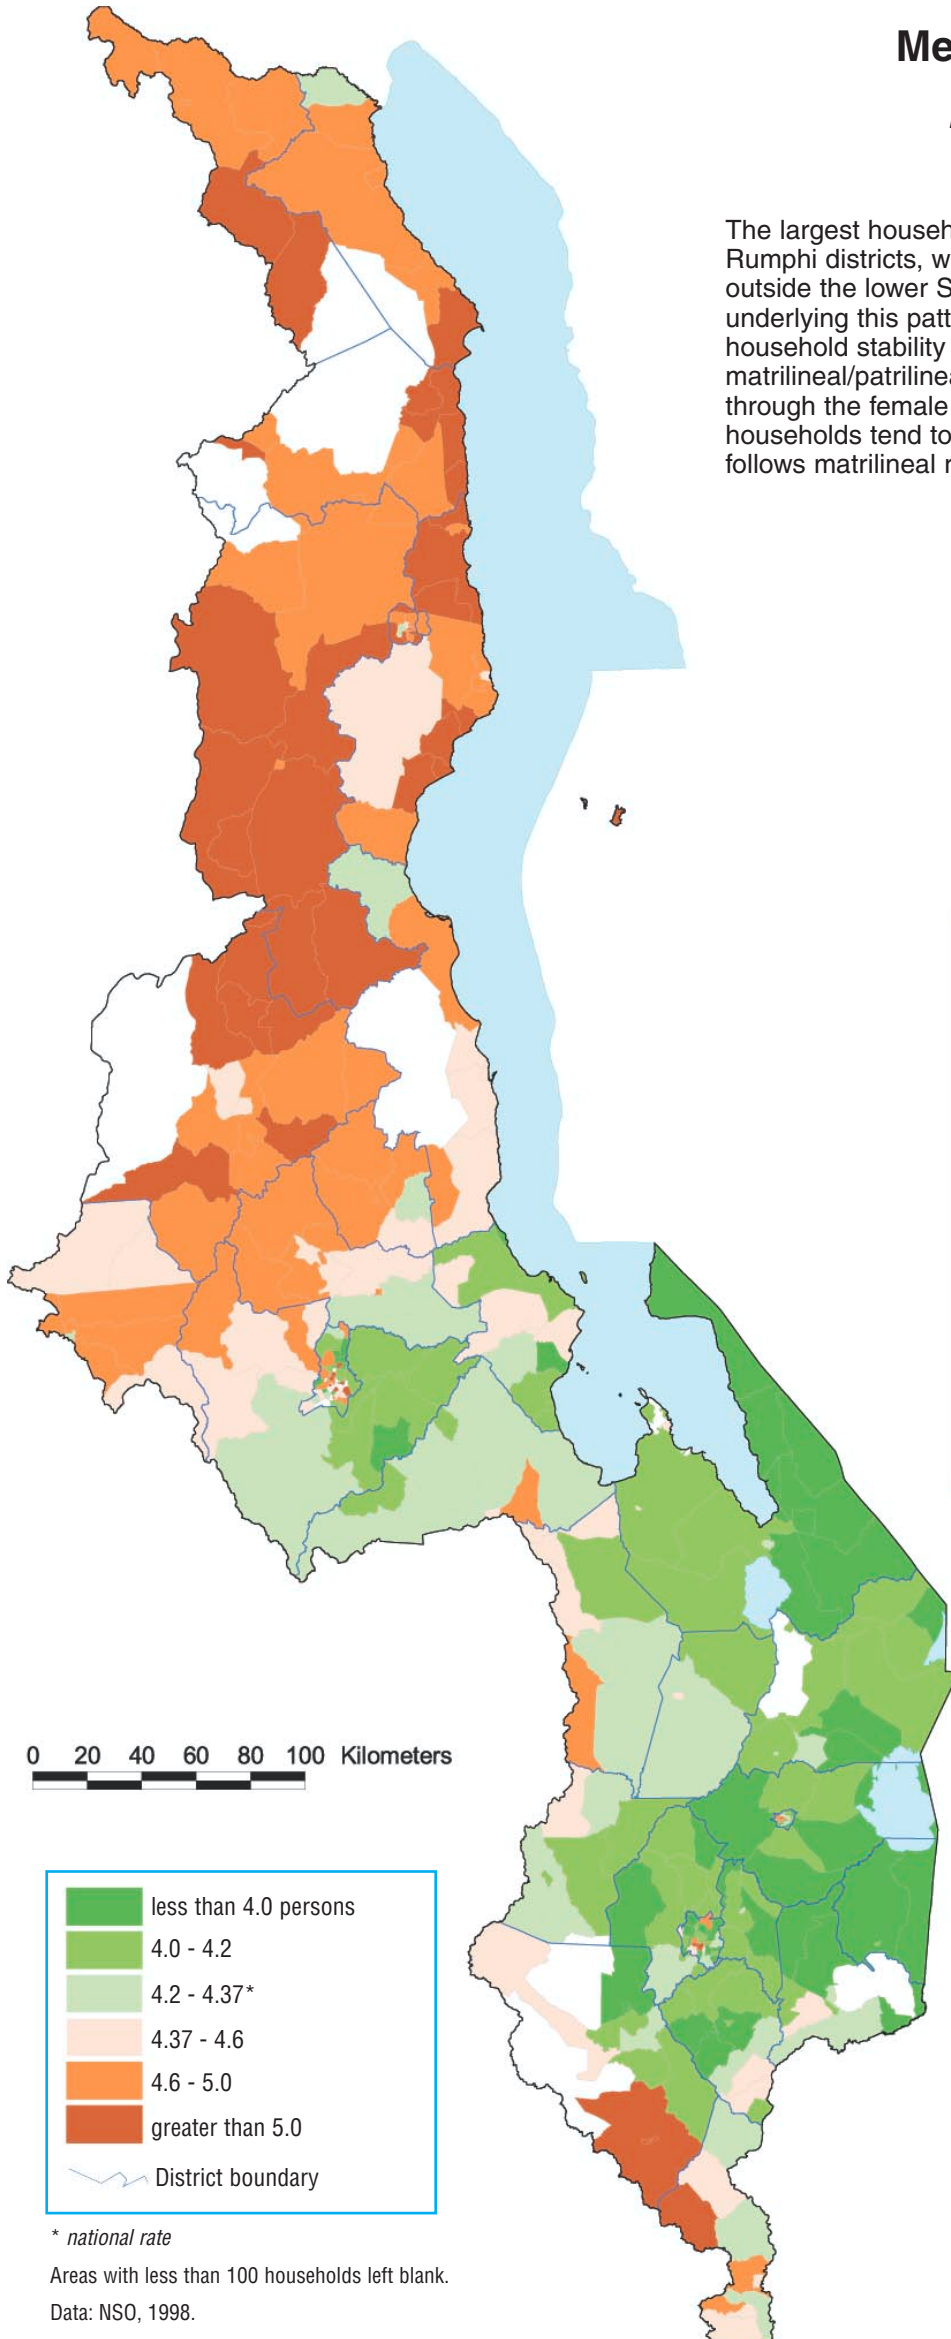 Me
The largest househ
Rumphi districts, w
outside the lower S
underlying this patt
household stability
matrilineal/patrilinea
through the female
households tend to
follows matrilineal r
0 20 40 60 80 100 Kilometers
less than 4.0 persons
4.0 - 4.2
4.2 - 4.37*
4.37 - 4.6
4.6 - 5.0
greater than 5.0
District boundary
* national rate
Areas with less than 100 households left blank.
Data: NSO, 1998.